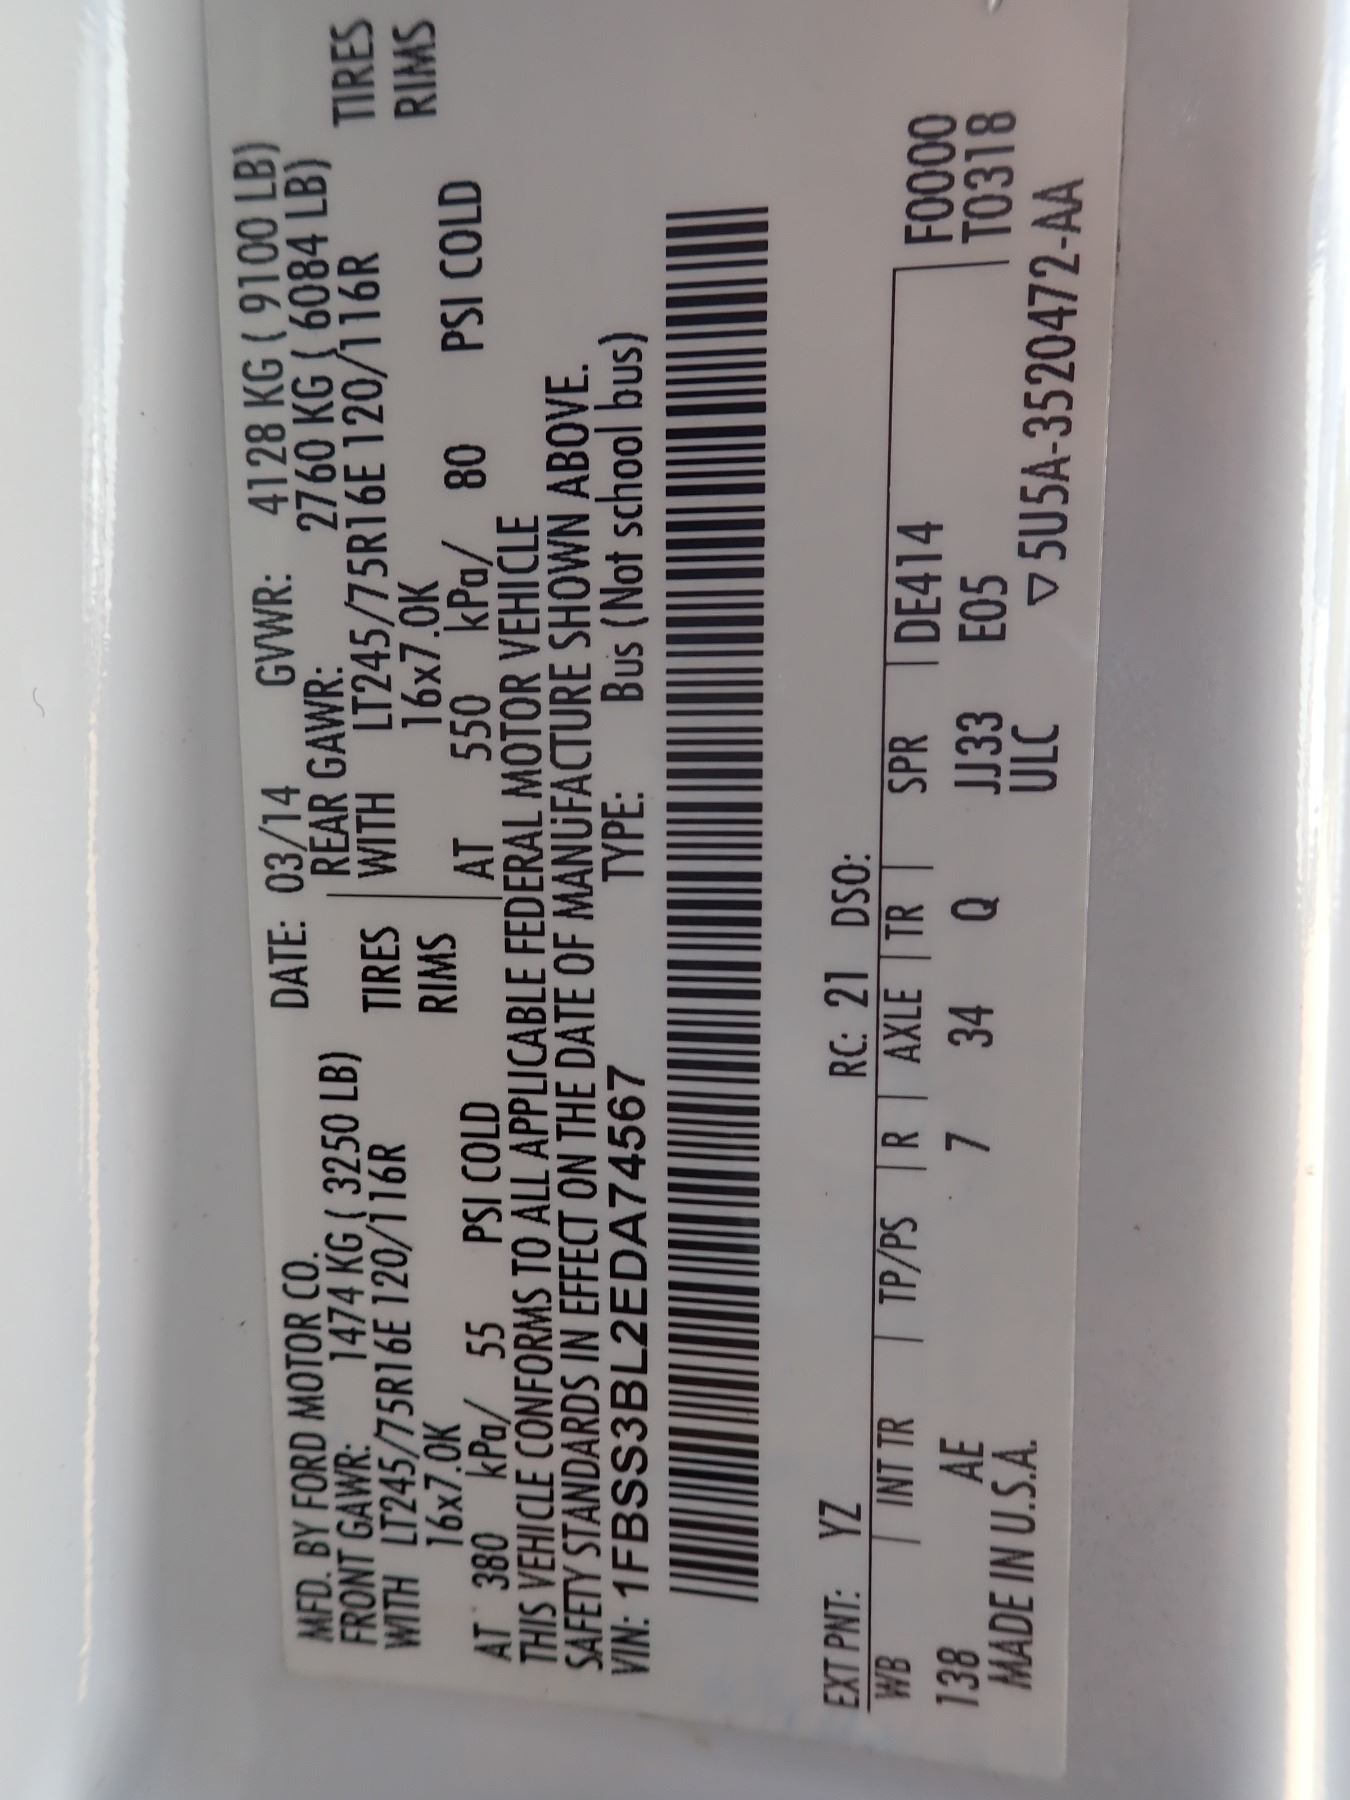 MFD. BY FORD MOTOR CO. DATE: 03/14 GVWR: 4128 KG ( 9100 LB)
FRONT GAWR: 1474 KG ( 3250 LB) REAR GAWR: 2760 KG ( 6084 LB)
WITH LT245/75R16E 120/116R TIRES WITH LT245/75R16E 120/116R TIRES
16x7.0K RIMS 16x7.0K RIMS
AT 380 kPa/ 55 PSI COLD AT 550 kPa/ 80 PSI COLD
THIS VEHICLE CONFORMS TO ALL APPLICABLE FEDERAL MOTOR VEHICLE
SAFETY STANDARDS IN EFFECT ON THE DATE OF MANUFACTURE SHOWN ABOVE.
VIN: 1FBSS3BL2EDA74567 TYPE: Bus (Not school bus)
EXT PNT: YZ RC: 21 DSO:
WB | INT TR | TP/PS | R | AXLE | TR | SPR | DE414 F0000
138 AE 7 34 Q JJ33 E05 T0318
MADE IN U.S.A. ULC ▽5U5A-3520472-AA